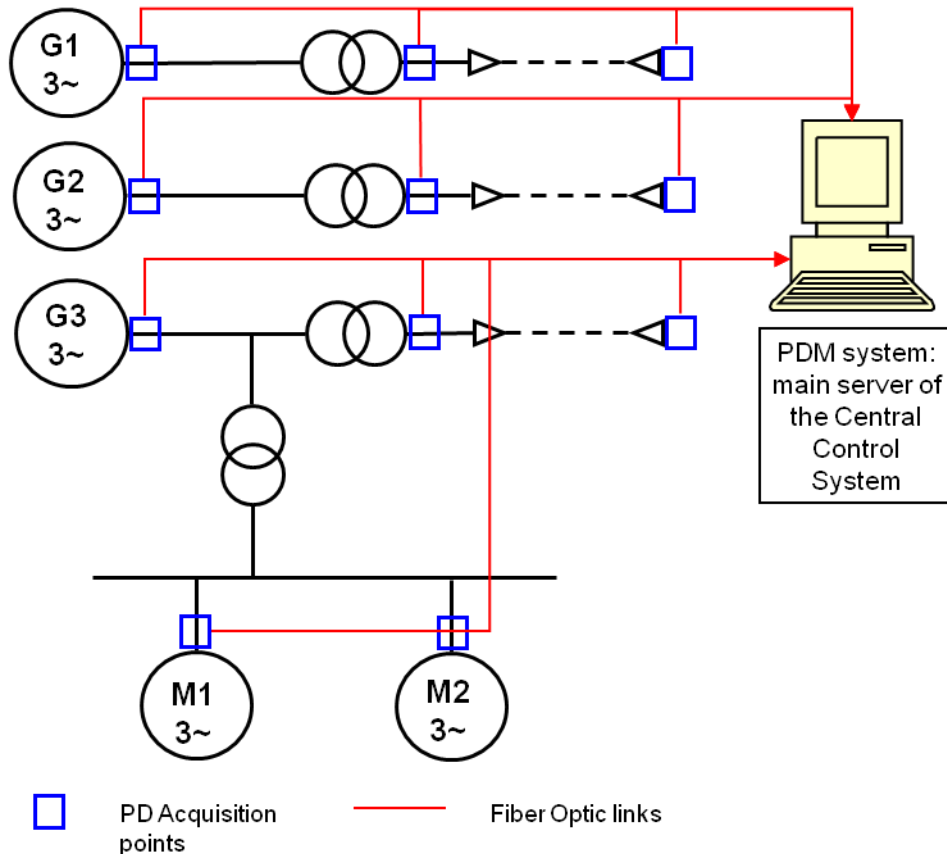 G1
3~
G2
3~
G3
3~
PDM system:
main server of
the Central
Control
System
M1
3~
M2
3~
PD Acquisition
points
Fiber Optic links